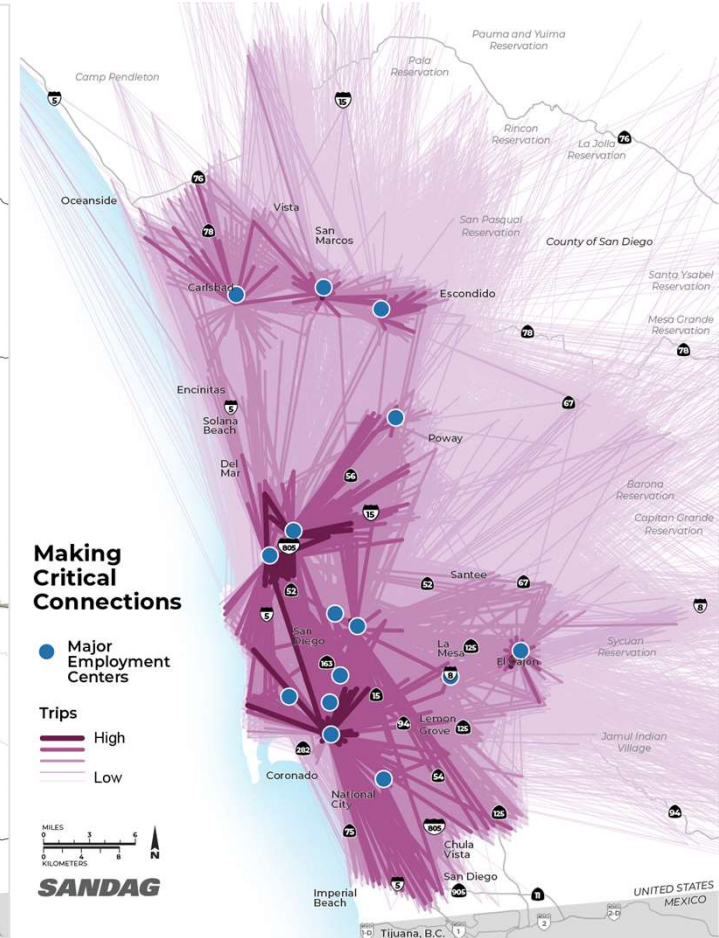 Pauma and Yuima
Reservation
Pala
Reservation
Camp Pendleton
5
15
Rincon
Reservation
76
La Jolla
Reservation
76
Oceanside
Vista
78
San
Marcos
San Pasqual
Reservation
County of San Diego
Santa Ysabel
Reservation
Carlsbad
Escondido
Mesa Grande
Reservation
78
78
Encinitas
5
67
Solana
Beach
Poway
Del
Mar
56
Barona
Reservation
15
Capitan Grande
Reservation
805
Making
Critical
Connections
52
Santee
52
67
8
5
San
Diego
Major
Employment
Centers
La
Mesa
125
El Cajon
Sycuan
Reservation
163
8
15
Trips
High
Low
94
Lemon
Grove
125
282
Jamul Indian
Village
Coronado
54
National
City
125
94
75
805
MILES
0 3 6
0 4 8
KILOMETERS
N
Chula
Vista
SANDAG
5
San Diego
905
11
Imperial
Beach
UNITED STATES
MEXICO
1-D
Tijuana, B.C.
1
2
2-D